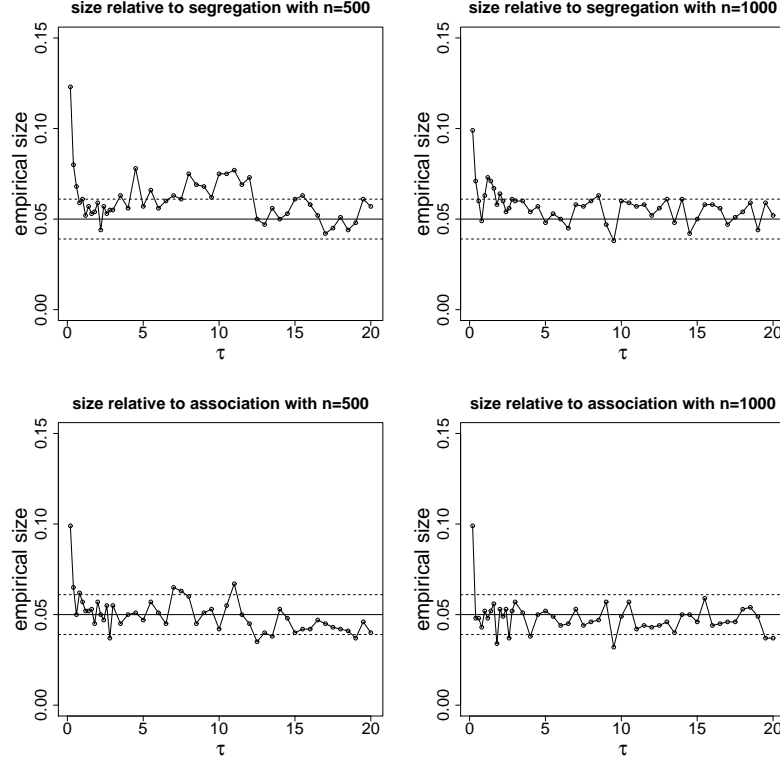 size relative to segregation with n=500
empirical size
0.00 0.05 0.10 0.15
0 5 10 15 20
τ
size relative to segregation with n=1000
empirical size
0.00 0.05 0.10 0.15
0 5 10 15 20
τ
size relative to association with n=500
empirical size
0.00 0.05 0.10 0.15
0 5 10 15 20
τ
size relative to association with n=1000
empirical size
0.00 0.05 0.10 0.15
0 5 10 15 20
τ